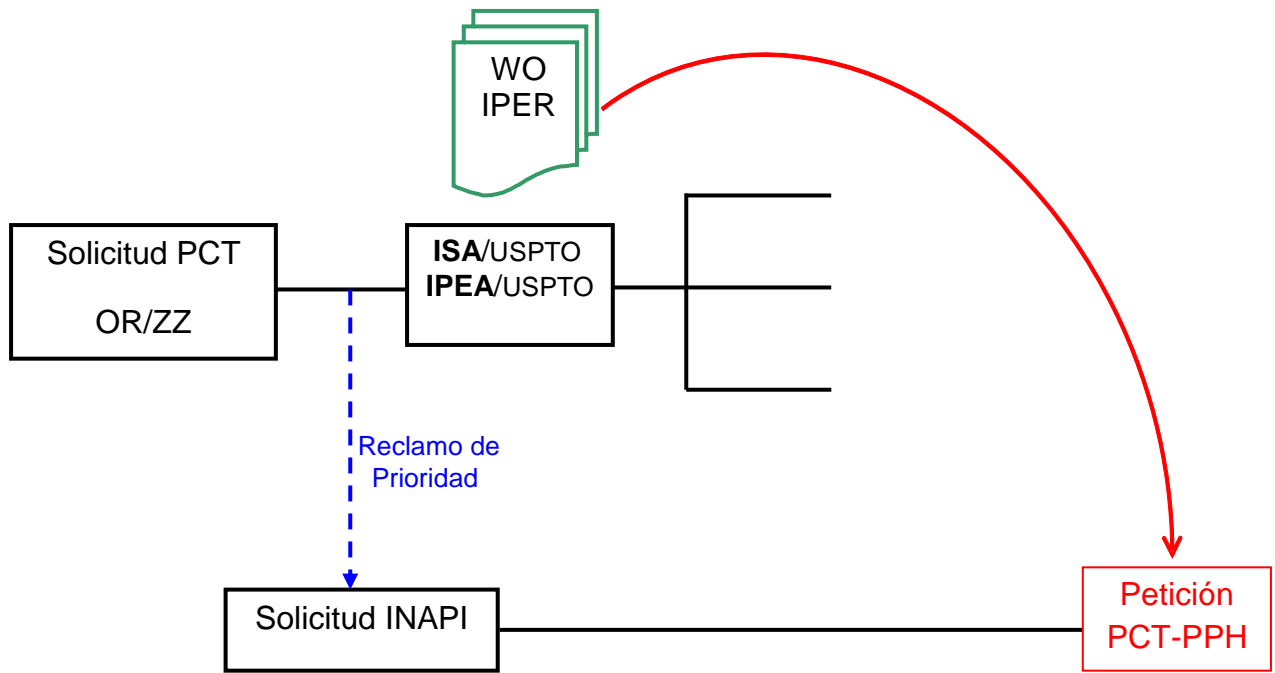 WO
IPER
Solicitud PCT
OR/ZZ
ISA/USPTO
IPEA/USPTO
Reclamo de
Prioridad
Solicitud INAPI
Petición
PCT-PPH